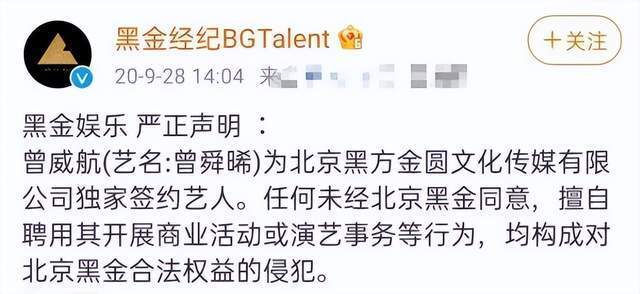 黑金经纪BGTalent
+关注
20-9-28 14:04 来
黑金娱乐 严正声明 ：
曾威航(艺名:曾舜晞)为北京黑方金圆文化传媒有限
公司独家签约艺人。任何未经北京黑金同意，擅自
聘用其开展商业活动或演艺事务等行为，均构成对
北京黑金合法权益的侵犯。